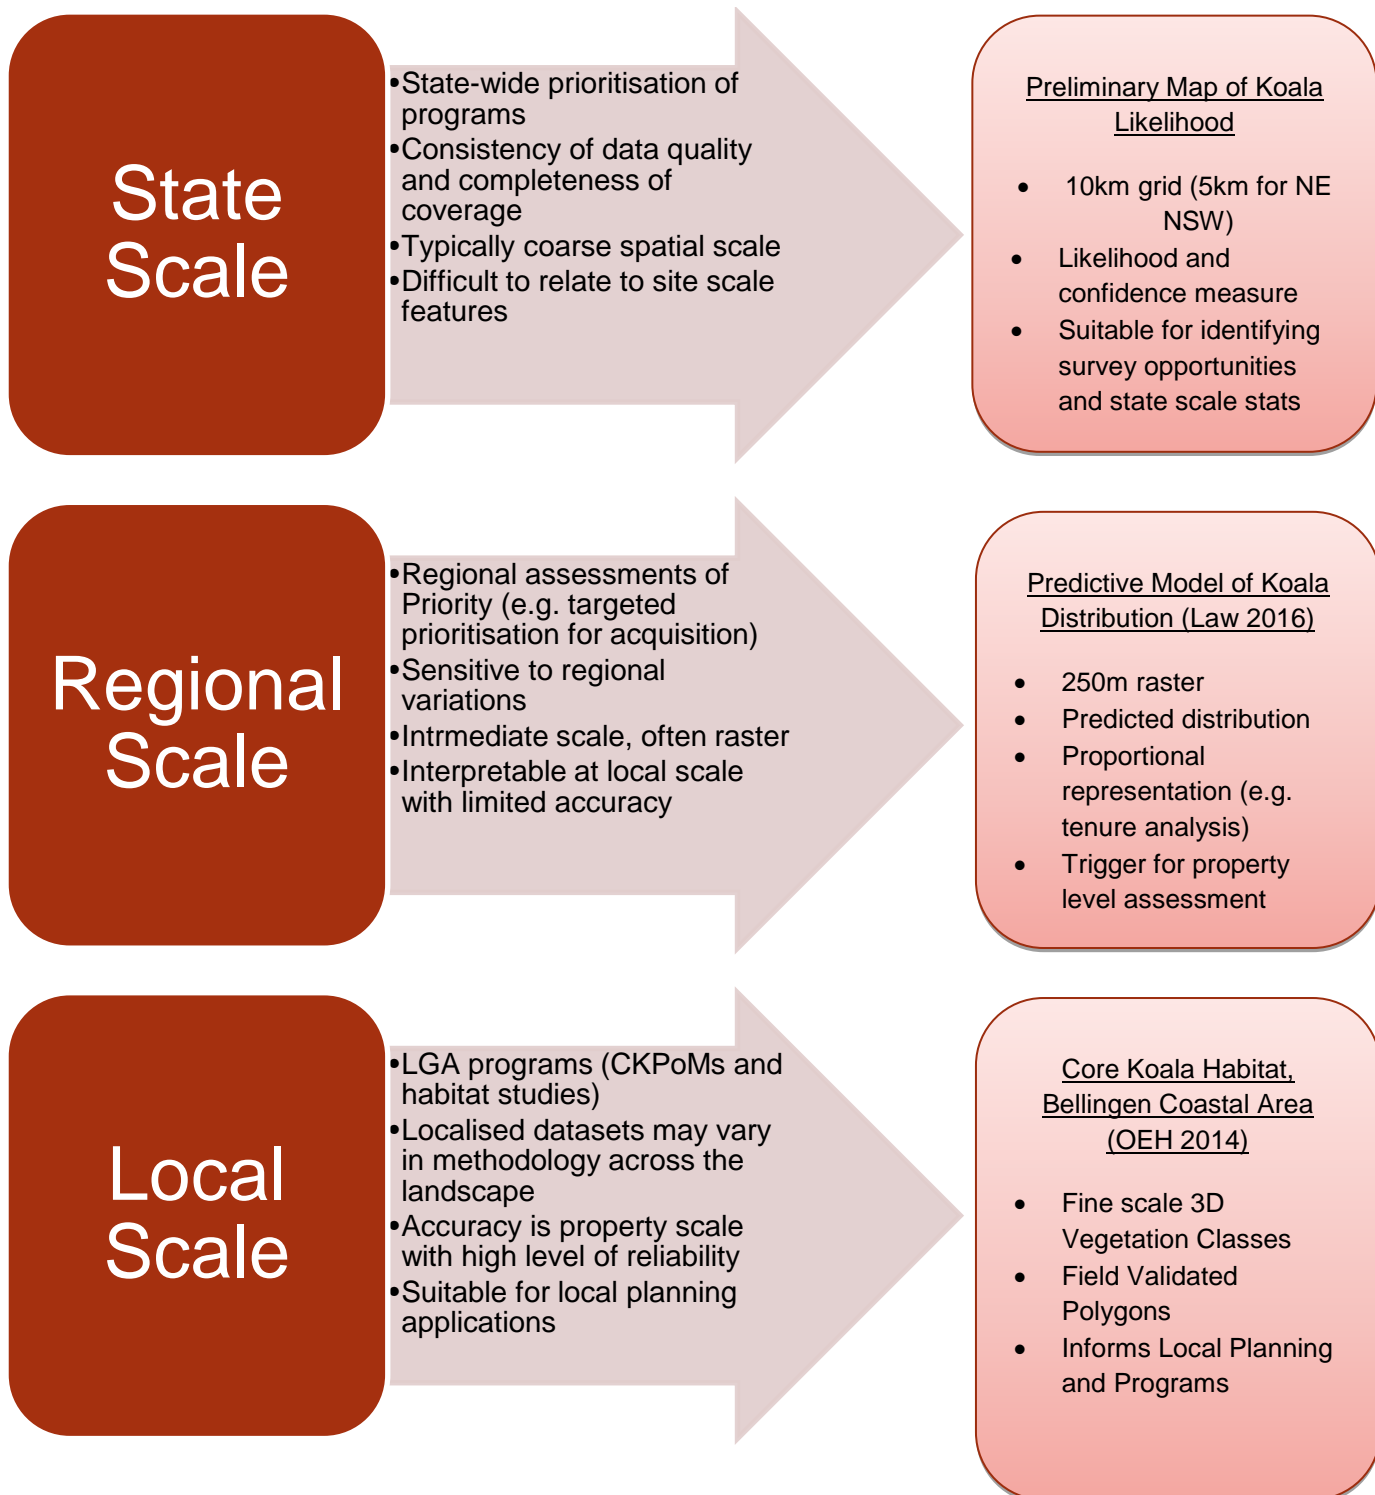 State
Scale
•State-wide prioritisation of
programs
•Consistency of data quality
and completeness of
coverage
•Typically coarse spatial scale
•Difficult to relate to site scale
features
Preliminary Map of Koala
Likelihood
• 10km grid (5km for NE
NSW)
• Likelihood and
confidence measure
• Suitable for identifying
survey opportunities
and state scale stats
Regional
Scale
•Regional assessments of
Priority (e.g. targeted
prioritisation for acquisition)
•Sensitive to regional
variations
•Intrmediate scale, often raster
•Interpretable at local scale
with limited accuracy
Predictive Model of Koala
Distribution (Law 2016)
• 250m raster
• Predicted distribution
• Proportional
representation (e.g.
tenure analysis)
• Trigger for property
level assessment
Local
Scale
•LGA programs (CKPoMs and
habitat studies)
•Localised datasets may vary
in methodology across the
landscape
•Accuracy is property scale
with high level of reliability
•Suitable for local planning
applications
Core Koala Habitat,
Bellingen Coastal Area
(OEH 2014)
• Fine scale 3D
Vegetation Classes
• Field Validated
Polygons
• Informs Local Planning
and Programs